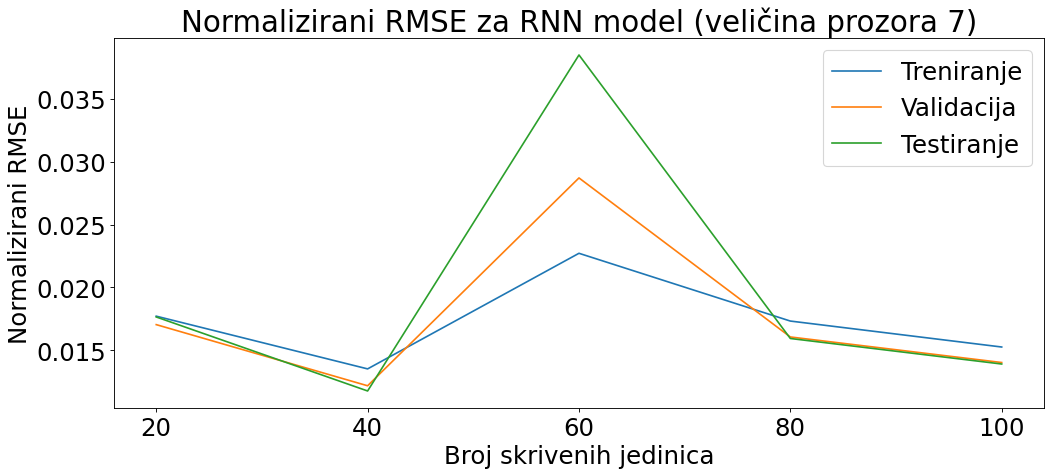 Normalizirani RMSE za RNN model (veličina prozora 7)
Treniranje
Validacija
Testiranje
Normalizirani RMSE
0.035
0.030
0.025
0.020
0.015
20 40 60 80 100
Broj skrivenih jedinica